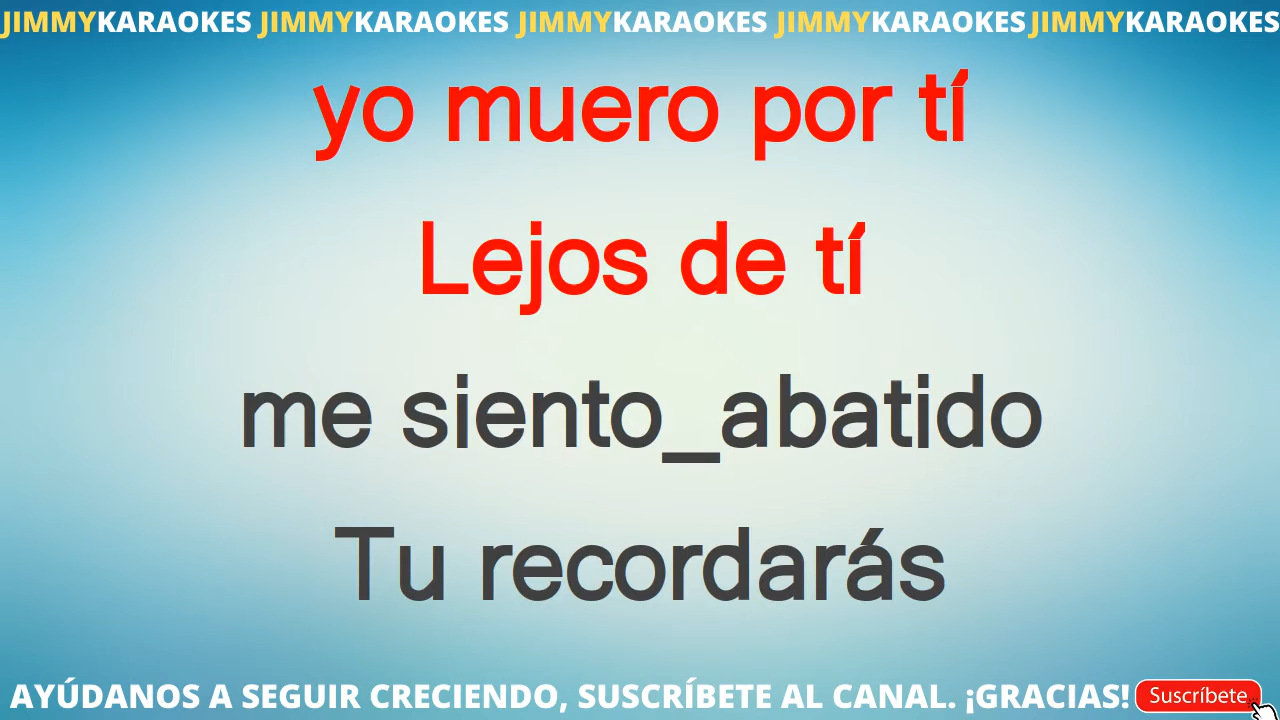 JIMMYKARAOKES JIMMYKARAOKES JIMMYKARAOKES JIMMYKARAOKES JIMMYKARAOKES
yo muero por tí
Lejos de tí
me siento_abatido
Tu recordarás
AYÚDANOS A SEGUIR CRECIENDO, SUSCRÍBETE AL CANAL. ¡GRACIAS! Suscríbete